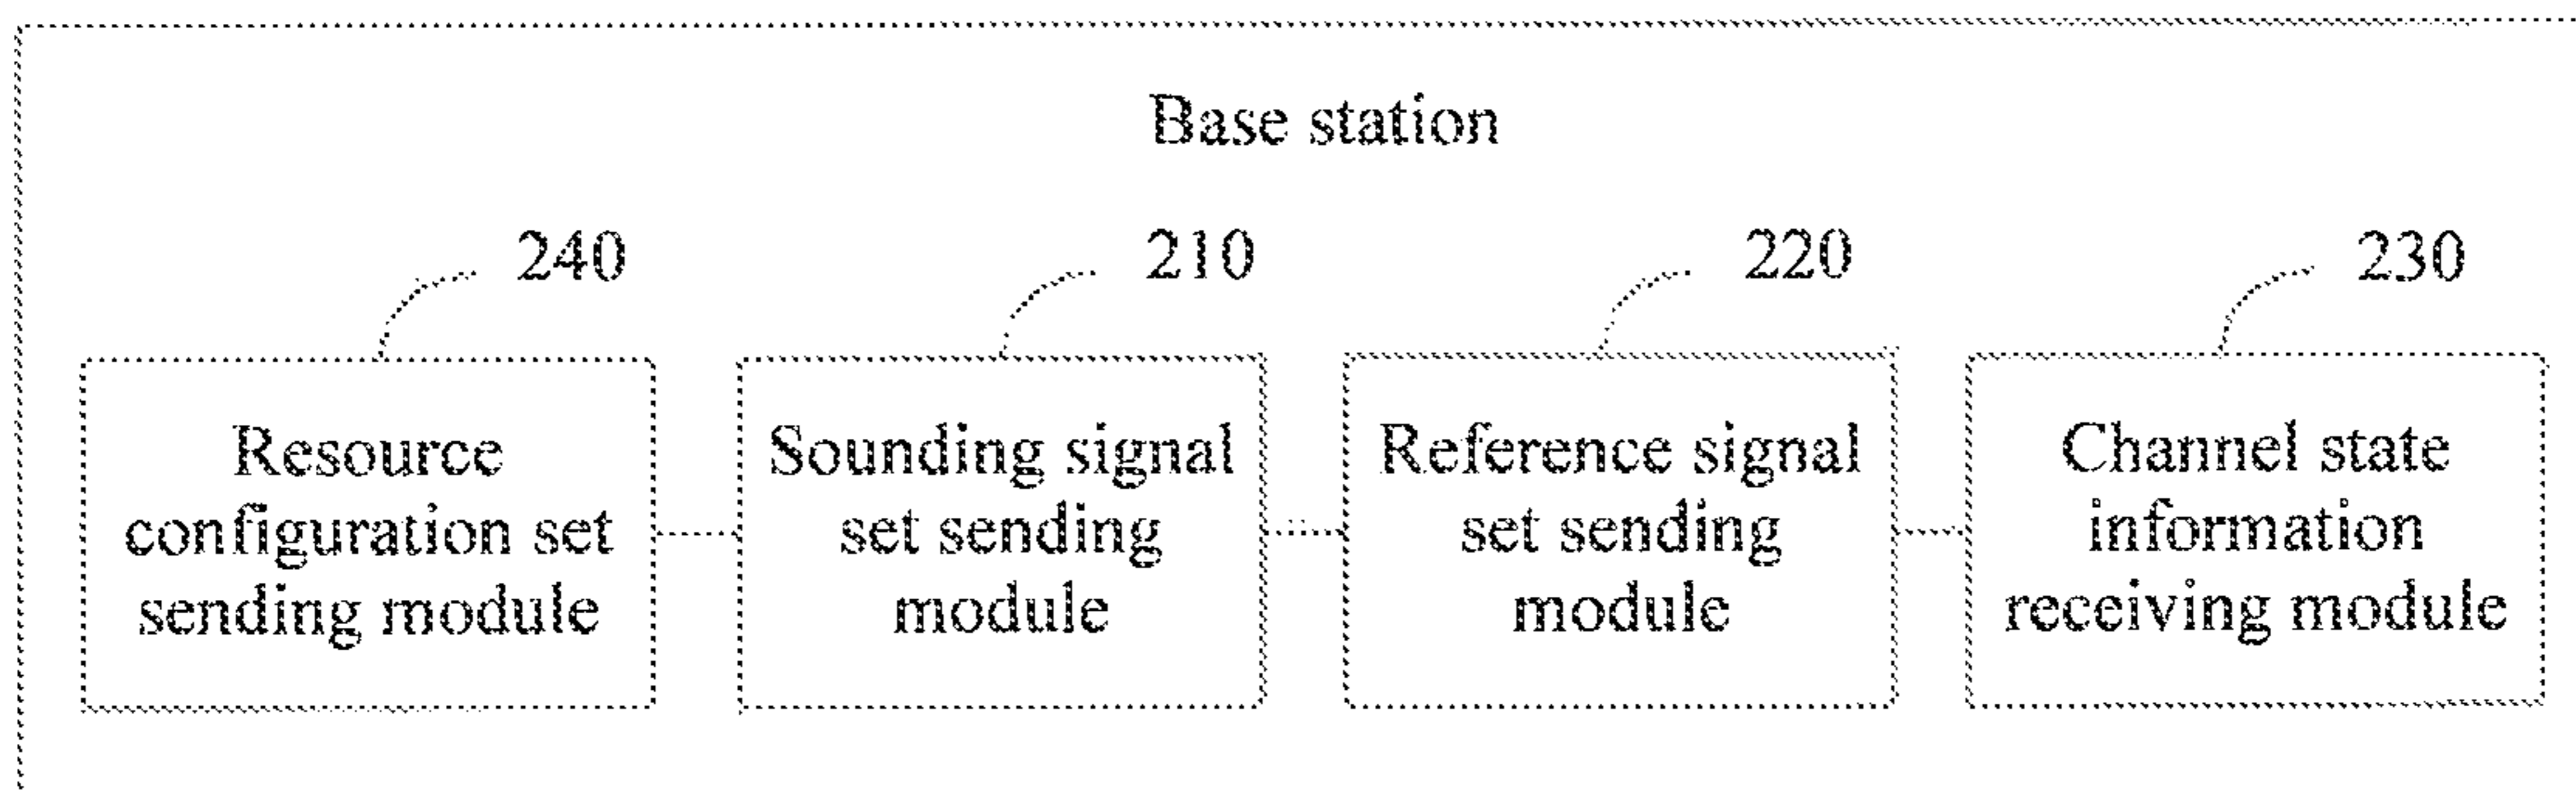 Base station
240
210
220
230
Resource
configuration set
sending module
Sounding signal
set sending
module
Reference signal
set sending
module
Channel state
information
receiving module